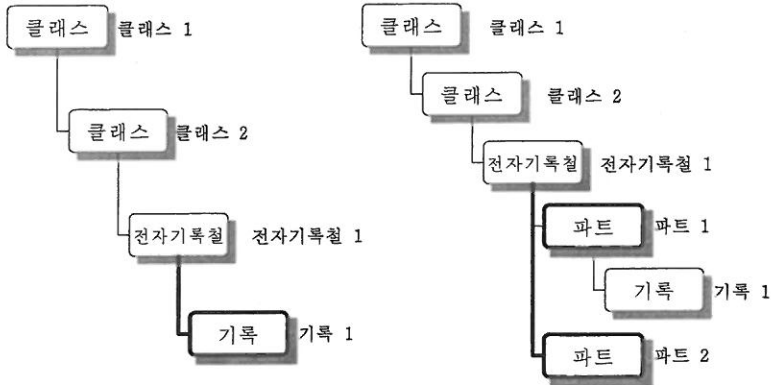 클래스 클래스 1
클래스 클래스 2
전자기록철 전자기록철 1
기록 기록 1
클래스 클래스 1
클래스 클래스 2
전자기록철 전자기록철 1
파트 파트 1
기록 기록 1
파트 파트 2